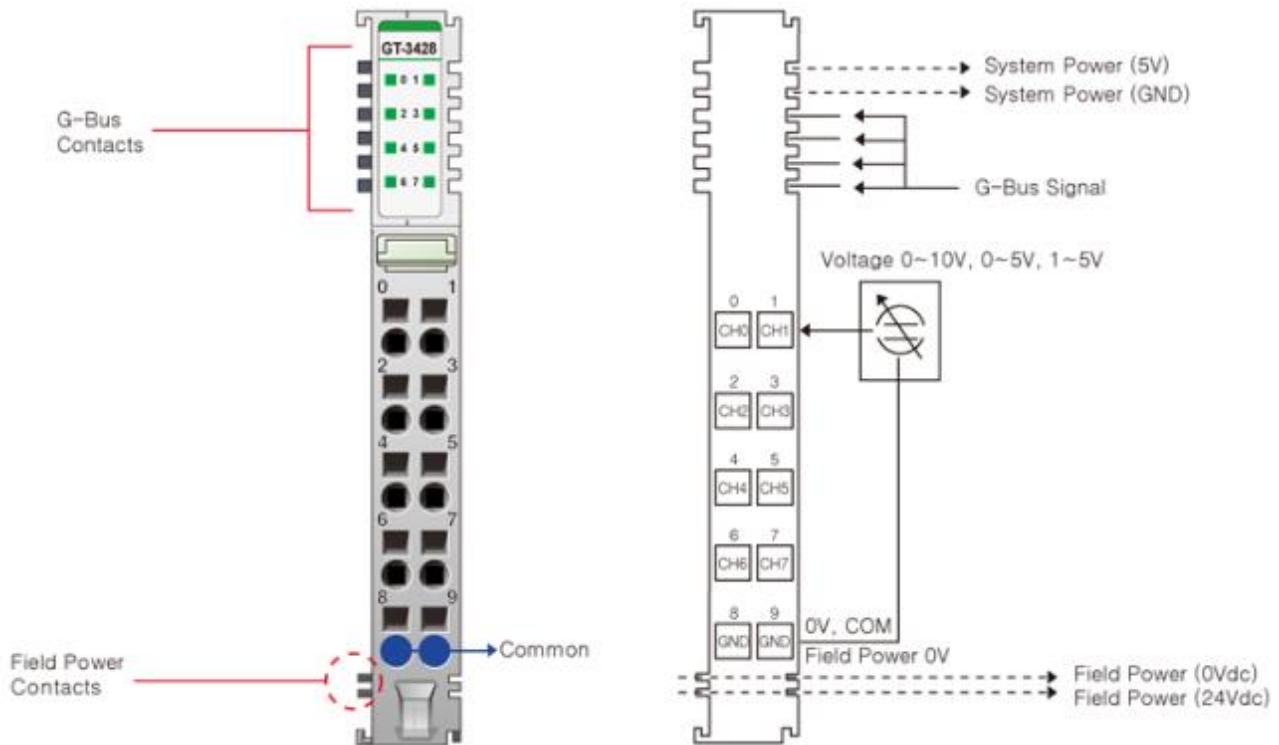 GT-3428
0 1
2 3
4 5
6 7
G-Bus
Contacts
0 1
2 3
4 5
6 7
8 9
Common
Field Power
Contacts
System Power (5V)
System Power (GND)
G-Bus Signal
Voltage 0~10V, 0~5V, 1~5V
0 1
CH0 CH1
2 3
CH2 CH3
4 5
CH4 CH5
6 7
CH6 CH7
8 9
GND GND
0V, COM
Field Power 0V
Field Power (0Vdc)
Field Power (24Vdc)